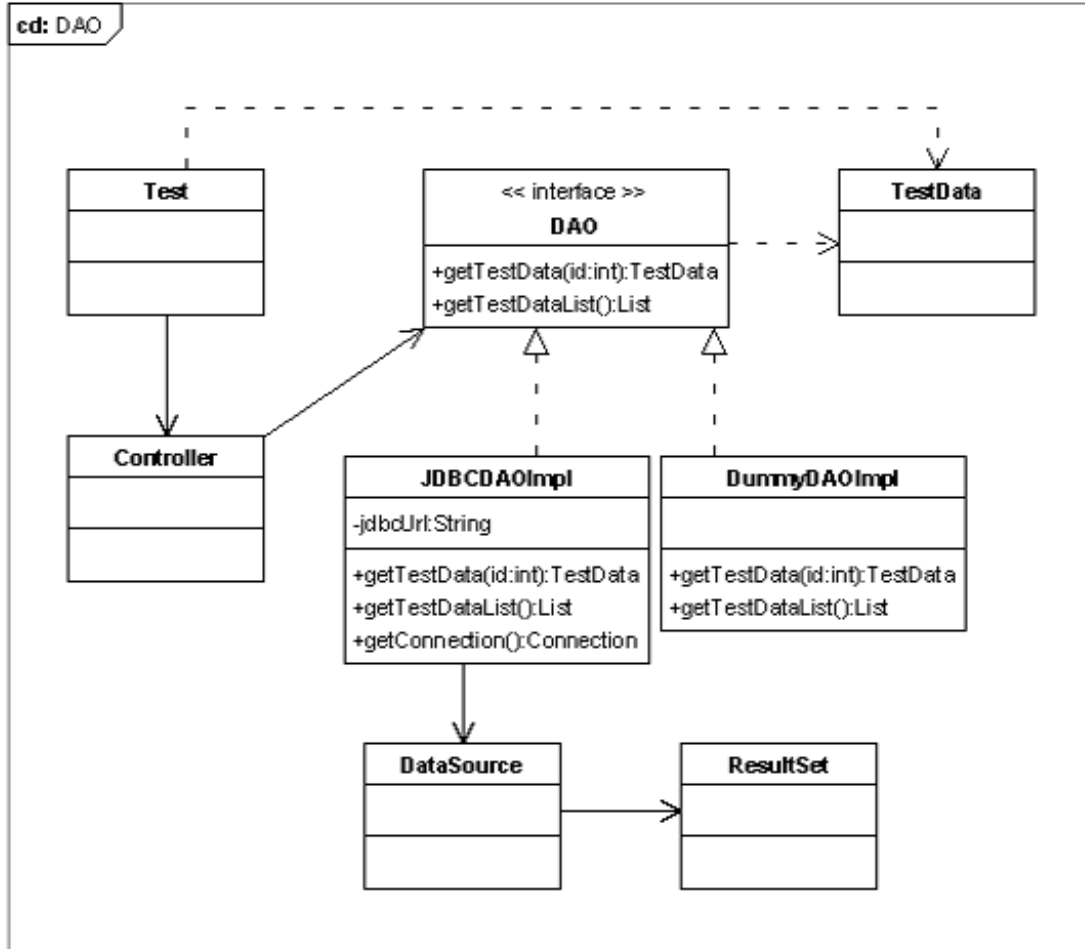 cd: DAO
Test
<< interface >>
DAO
+getTestData(id:int):TestData
+getTestDataList():List
TestData
Controller
JDBCDAOImpl
-jdbcUrl:String
+getTestData(id:int):TestData
+getTestDataList():List
+getConnection():Connection
DummyDAOImpl
+getTestData(id:int):TestData
+getTestDataList():List
DataSource
ResultSet